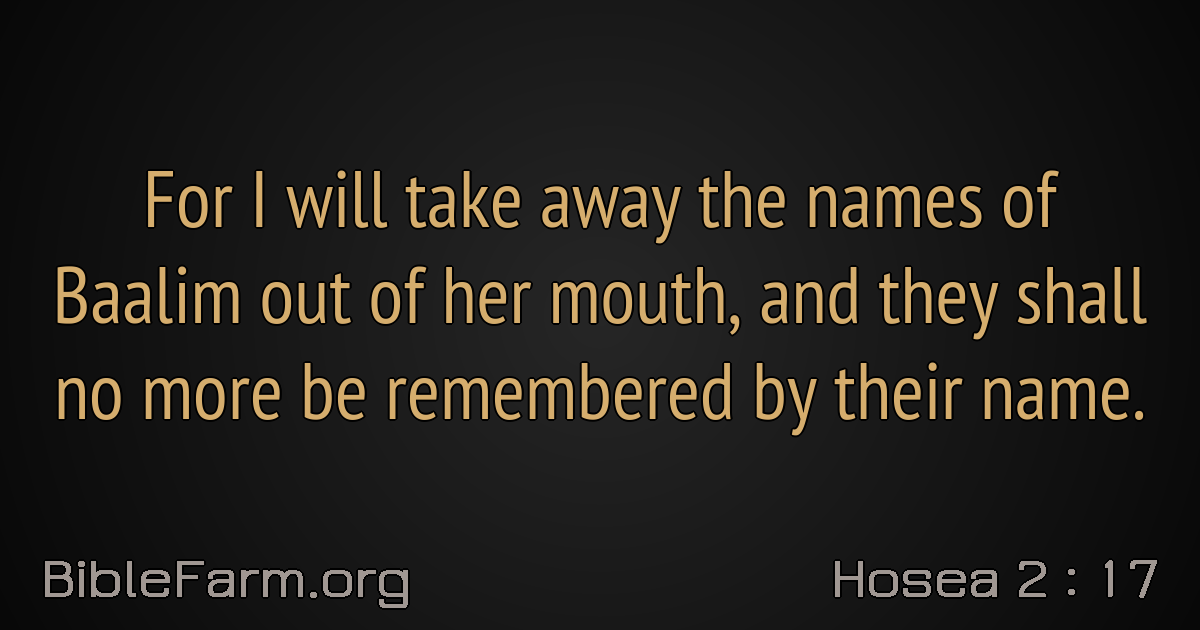 For I will take away the names of
Baalim out of her mouth, and they shall
no more be remembered by their name.
BibleFarm.org
Hosea 2 : 17